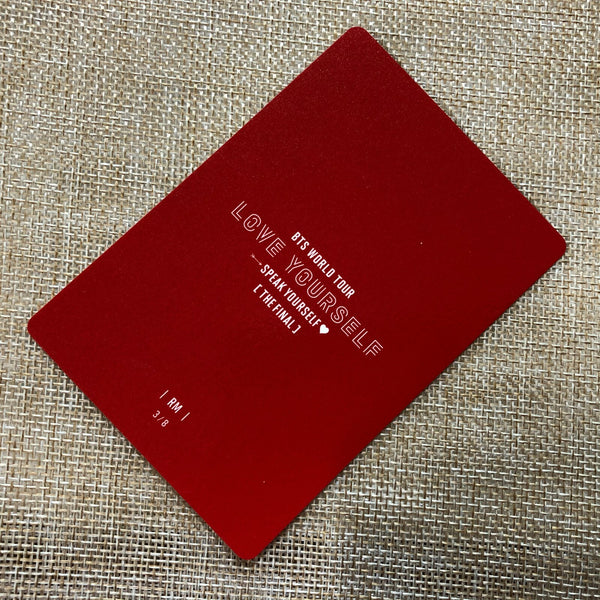 BTS WORLD TOUR
LOVE YOURSELF
SPEAK YOURSELF♥
[THE FINAL]
| RM |
3/8